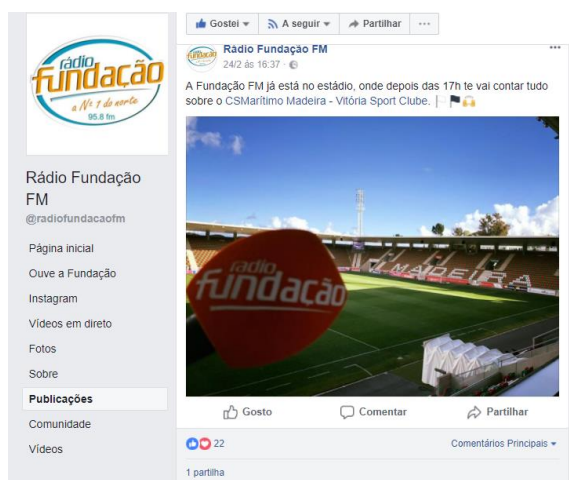 rádio
fundação
a Nº 1 do norte
95.8 fm
Rádio Fundação
FM
@radiofundacaofm
Página inicial
Ouve a Fundação
Instagram
Vídeos em direto
Fotos
Sobre
Publicações
Comunidade
Vídeos
Gostei
A seguir
Partilhar
Rádio Fundação FM
24/2 às 16:37 ·
A Fundação FM já está no estádio, onde depois das 17h te vai contar tudo
sobre o CSMarítimo Madeira - Vitória Sport Clube.
rádio
fundação
MADEIRA
Gosto
Comentar
Partilhar
22
Comentários Principais
1 partilha